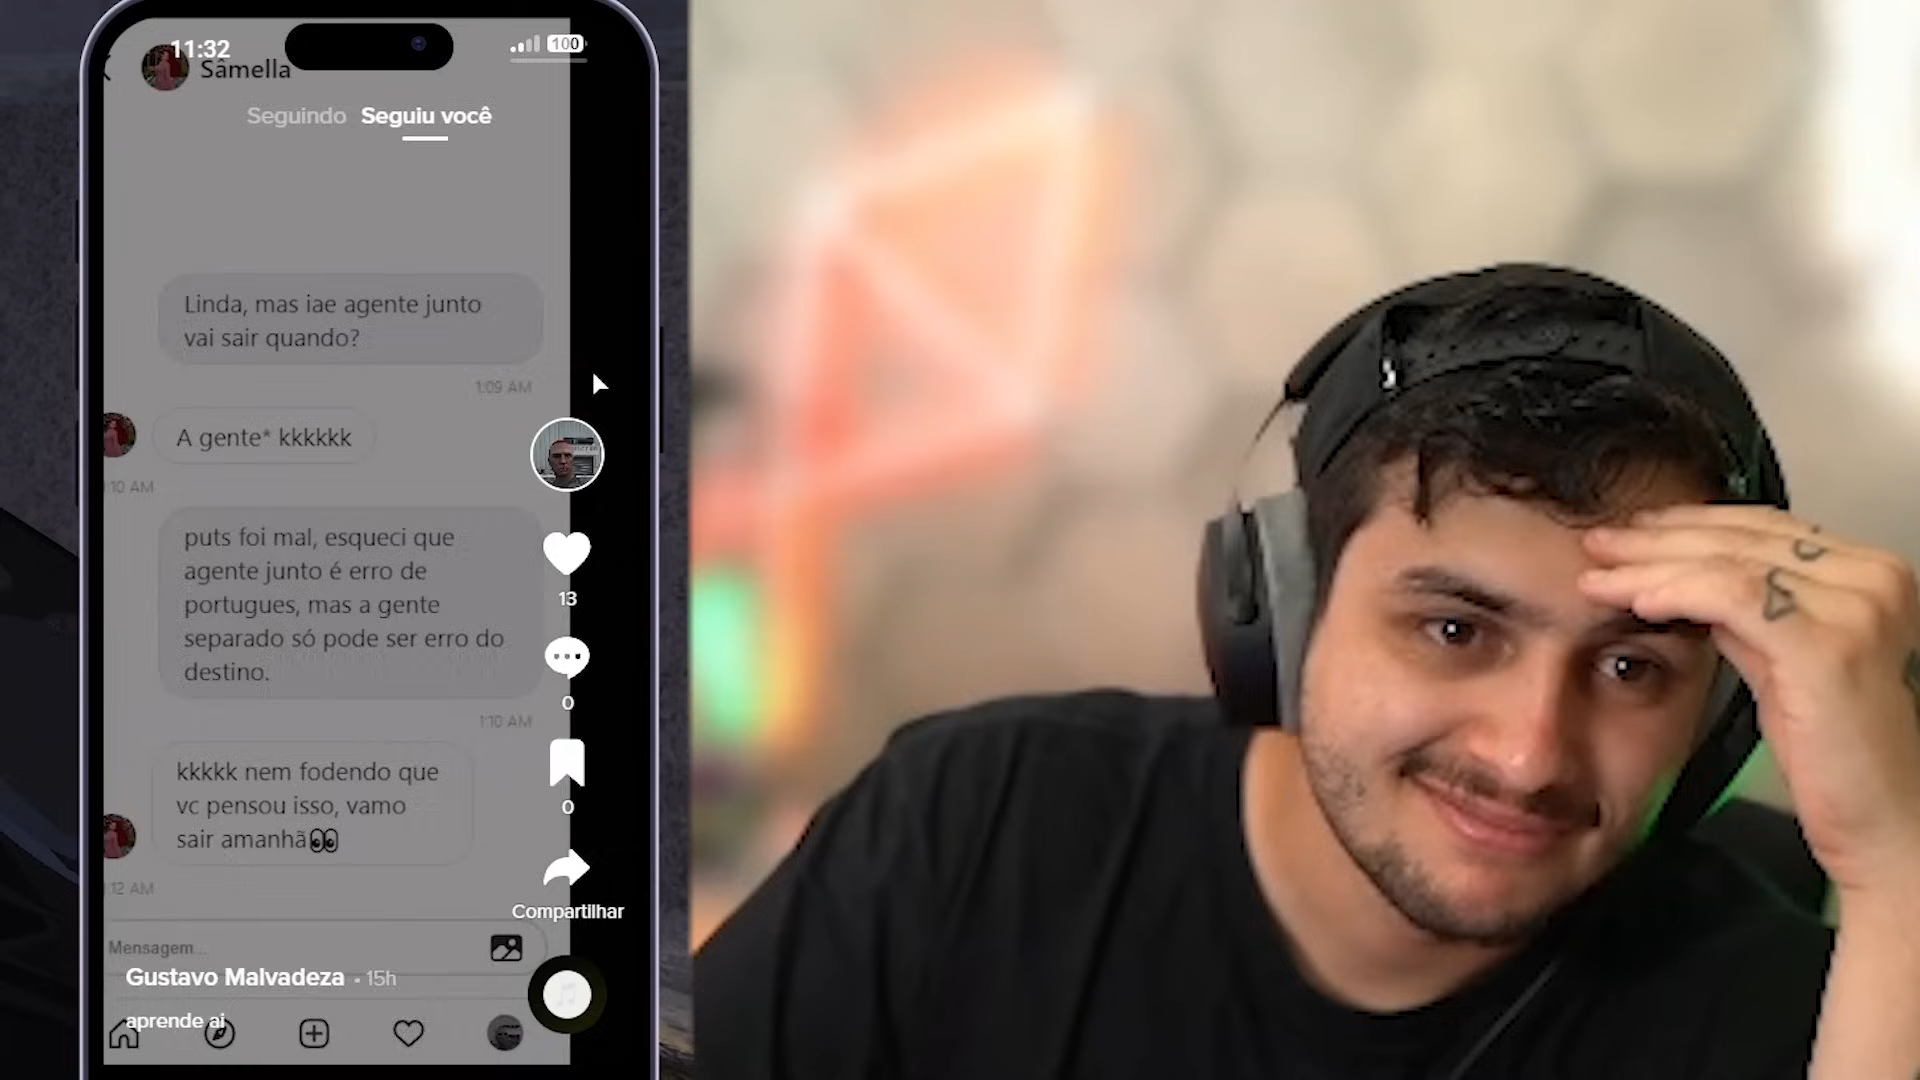 11:32
100
Sâmella
Seguindo Seguiu você
Linda, mas iae agente junto
vai sair quando?
1:09 AM
A gente* kkkkkk
:10 AM
puts foi mal, esqueci que
agente junto é erro de
portugues, mas a gente
separado só pode ser erro do
destino.
1:10 AM
kkkkk nem fodendo que
vc pensou isso, vamo
sair amanhã👀
:12 AM
13
0
0
Compartilhar
Mensagem...
Gustavo Malvadeza • 15h
aprende ai